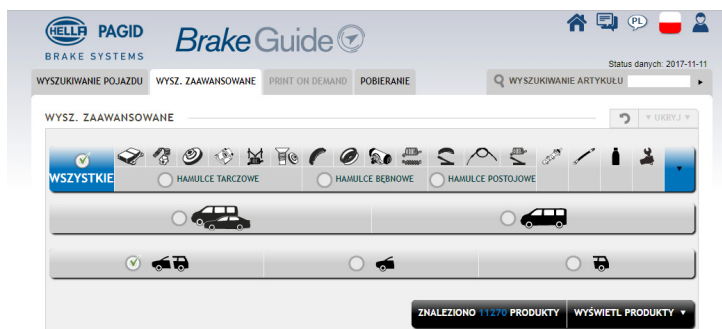 HELLA PAGID
BRAKE SYSTEMS
BrakeGuide
PL
Status danych: 2017-11-11
WYSZUKIWANIE POJAZDU WYSZ. ZAAWANSOWANE PRINT ON DEMAND POBIERANIE WYSZUKIWANIE ARTYKUŁU
WYSZ. ZAAWANSOWANE ▼ UKRYJ ▼
WSZYSTKIE HAMULCE TARCZOWE HAMULCE BĘBNOWE HAMULCE POSTOJOWE
ZNALEZIONO 11270 PRODUKTY WYŚWIETL PRODUKTY ▼